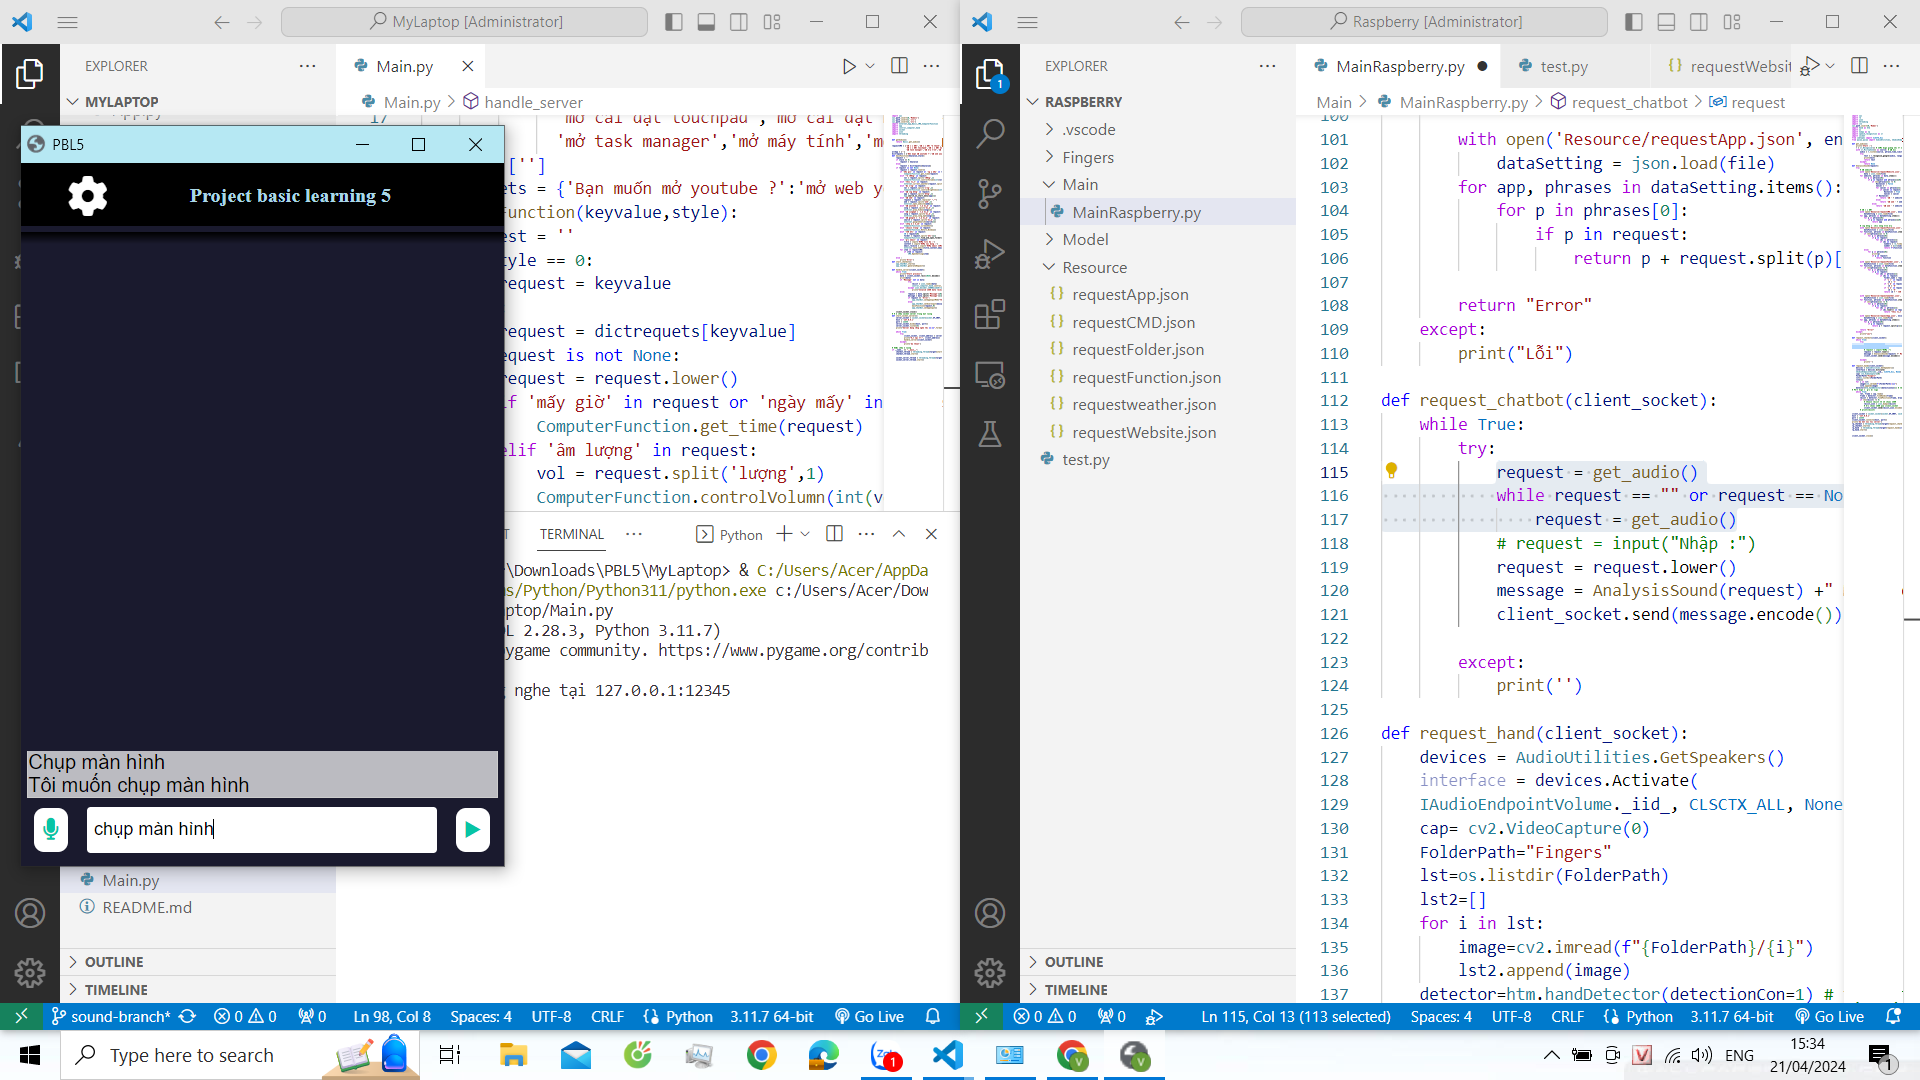 MyLaptop [Administrator]
EXPLORER
Main.py
MYLAPTOP
Main.py > handle_server
17
'mở task manager','mở máy tính','m
['']
ets = {'Bạn muốn mở youtube ?':'mở web y
Function(keyvalue,style):
est = ''
tyle == 0:
request = keyvalue
request = dictrequets[keyvalue]
equest is not None:
request = request.lower()
if 'mấy giờ' in request or 'ngày mấy' in
ComputerFunction.get_time(request)
elif 'âm lượng' in request:
vol = request.split('lượng',1)
ComputerFunction.controlVolumn(int(v
PBL5
Project basic learning 5
Chụp màn hình
Tôi muốn chụp màn hình
chụp màn hình
TERMINAL
Python
\Downloads\PBL5\MyLaptop> & C:/Users/Acer/AppDa
s/Python/Python311/python.exe c:/Users/Acer/Dow
ptop/Main.py
L 2.28.3, Python 3.11.7)
ygame community. https://www.pygame.org/contrib
nghe tại 127.0.0.1:12345
Main.py
README.md
OUTLINE
TIMELINE
sound-branch*
0
0
0
Ln 98, Col 8
Spaces: 4
UTF-8
CRLF
Python
3.11.7 64-bit
Go Live
Raspberry [Administrator]
1
EXPLORER
RASPBERRY
.vscode
Fingers
Main
MainRaspberry.py
Model
Resource
requestApp.json
requestCMD.json
requestFolder.json
requestFunction.json
requestweather.json
requestWebsite.json
test.py
OUTLINE
TIMELINE
MainRaspberry.py
test.py
requestWebsit
Main > MainRaspberry.py > request_chatbot > request
100
101 with open('Resource/requestApp.json', en
102 dataSetting = json.load(file)
103 for app, phrases in dataSetting.items():
104 for p in phrases[0]:
105 if p in request:
106 return p + request.split(p)[
107
108 return "Error"
109 except:
110 print("Lỗi")
111
112 def request_chatbot(client_socket):
113 while True:
114 try:
115 request = get_audio()
116 while request == "" or request == No
117 request = get_audio()
118 # request = input("Nhập :")
119 request = request.lower()
120 message = AnalysisSound(request) +"
121 client_socket.send(message.encode())
122
123 except:
124 print('')
125
126 def request_hand(client_socket):
127 devices = AudioUtilities.GetSpeakers()
128 interface = devices.Activate(
129 IAudioEndpointVolume._iid_, CLSCTX_ALL, None
130 cap= cv2.VideoCapture(0)
131 FolderPath="Fingers"
132 lst=os.listdir(FolderPath)
133 lst2=[]
134 for i in lst:
135 image=cv2.imread(f"{FolderPath}/{i}")
136 lst2.append(image)
137 detector=htm.handDetector(detectionCon=1) #
0
0
0
Ln 115, Col 13 (113 selected)
Spaces: 4
UTF-8
CRLF
Python
3.11.7 64-bit
Go Live
Type here to search
1
ENG
15:34
21/04/2024
1